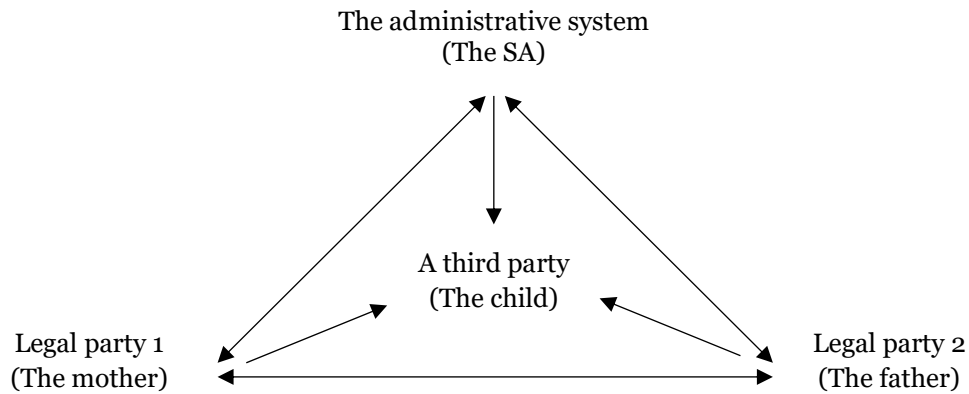 The administrative system
(The SA)
A third party
(The child)
Legal party 1
(The mother)
Legal party 2
(The father)